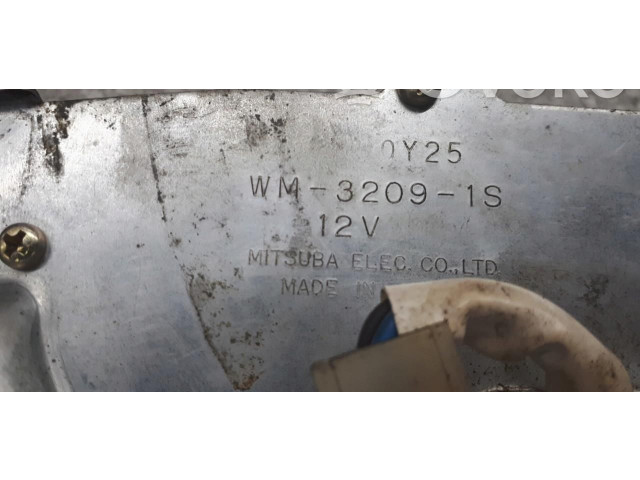 0Y25
WM-3209-1S
12V
MITSUBA ELEC. CO.,LTD
MADE IN